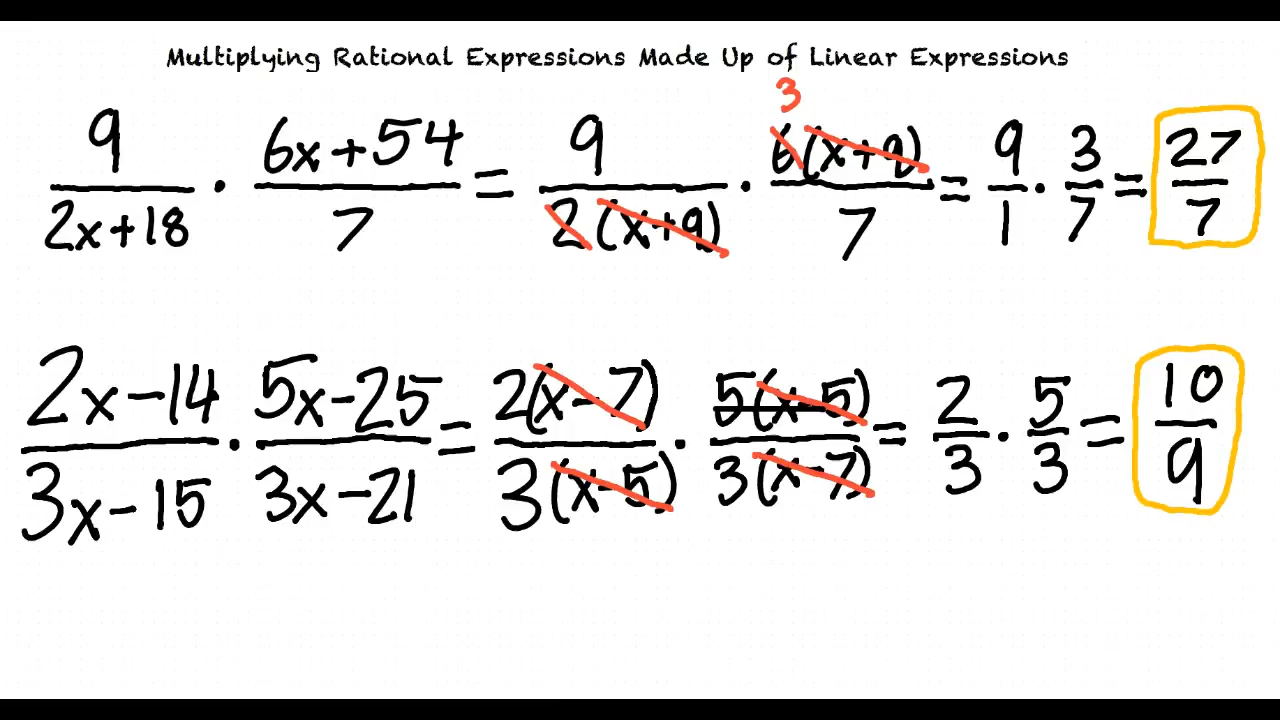 Multiplying Rational Expressions Made Up of Linear Expressions
3
9 6x+54 9 6(x+9) 9 3 27
· = · = · =
2x+18 7 2(x+9) 7 1 7 7
2x-14 5x-25 2(x-7) 5(x-5) 2 5 10
· = · = · =
3x-15 3x-21 3(x-5) 3(x-7) 3 3 9